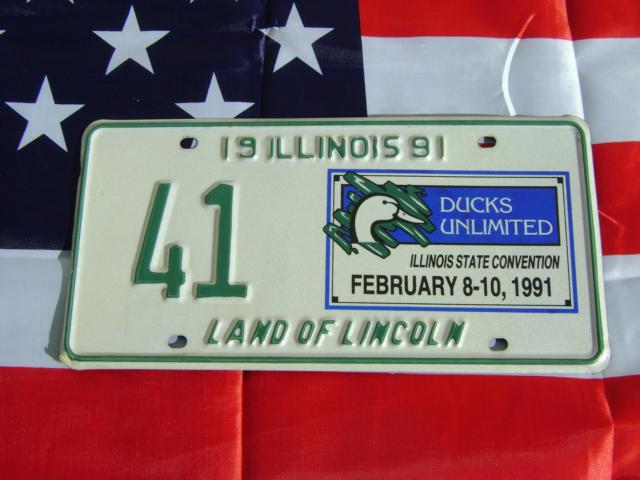 19 ILLINOIS 91
41
DUCKS
UNLIMITED
ILLINOIS STATE CONVENTION
FEBRUARY 8-10, 1991
LAND OF LINCOLN